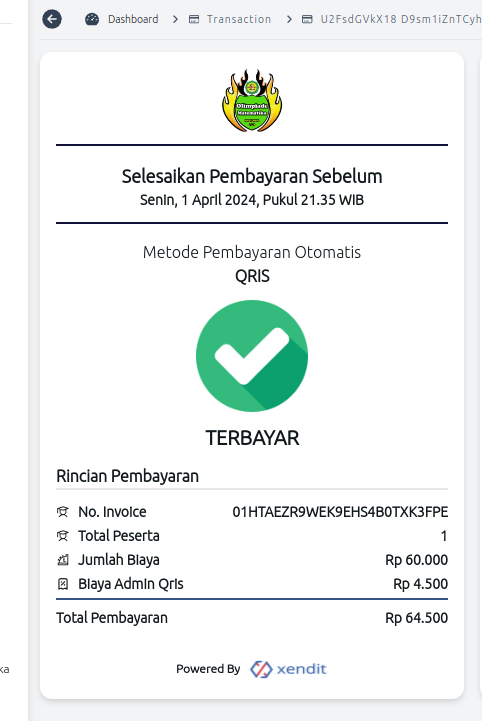 Dashboard > Transaction > U2FsdGVkX18 D9sm1iZnTCyh
Olimpiade
Matematika
Selesaikan Pembayaran Sebelum
Senin, 1 April 2024, Pukul 21.35 WIB
Metode Pembayaran Otomatis
QRIS
TERBAYAR
Rincian Pembayaran
No. Invoice 01HTAEZR9WEK9EHS4B0TXK3FPE
Total Peserta 1
Jumlah Biaya Rp 60.000
Biaya Admin Qris Rp 4.500
Total Pembayaran Rp 64.500
ka
Powered By xendit